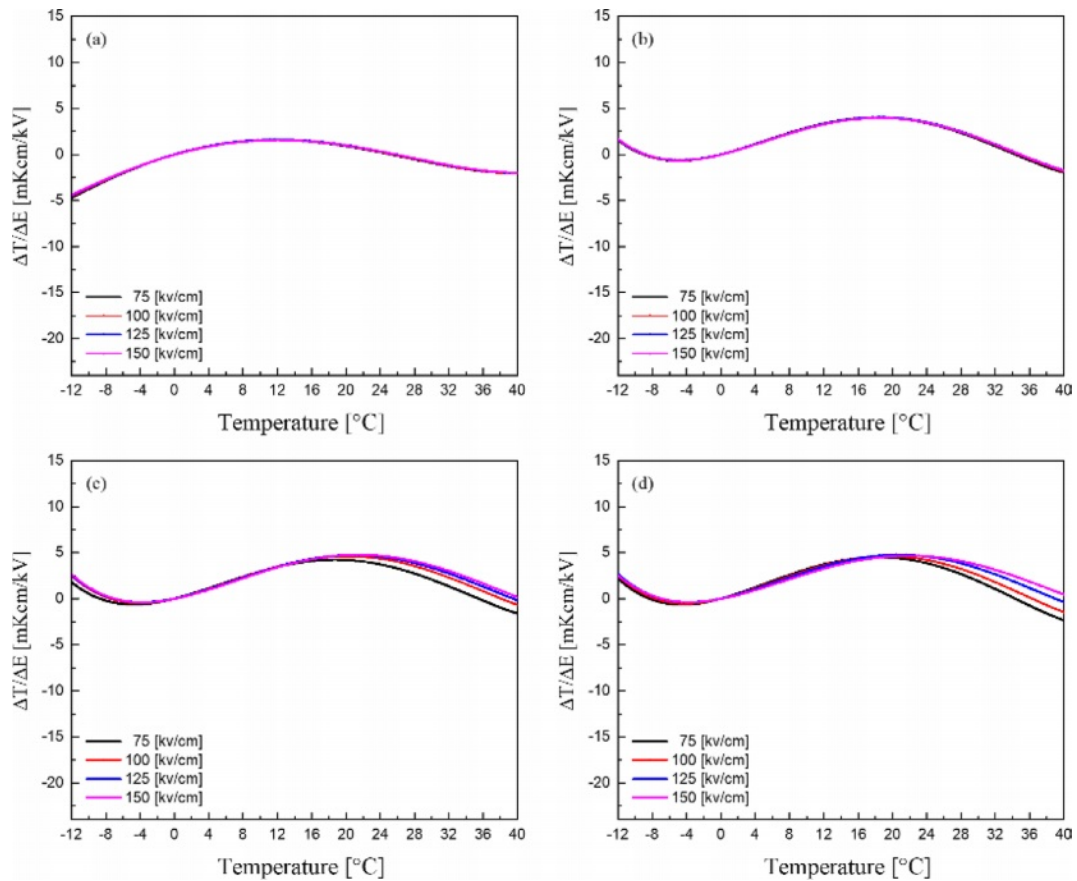 (a)
15
10
5
0
-5
-10
-15
-20
ΔT/ΔE [mKcm/kV]
75 [kv/cm]
100 [kv/cm]
125 [kv/cm]
150 [kv/cm]
-12 -8 -4 0 4 8 12 16 20 24 28 32 36 40
Temperature [°C]
(b)
15
10
5
0
-5
-10
-15
-20
ΔT/ΔE [mKcm/kV]
75 [kv/cm]
100 [kv/cm]
125 [kv/cm]
150 [kv/cm]
-12 -8 -4 0 4 8 12 16 20 24 28 32 36 40
Temperature [°C]
(c)
15
10
5
0
-5
-10
-15
-20
ΔT/ΔE [mKcm/kV]
75 [kv/cm]
100 [kv/cm]
125 [kv/cm]
150 [kv/cm]
-12 -8 -4 0 4 8 12 16 20 24 28 32 36 40
Temperature [°C]
(d)
15
10
5
0
-5
-10
-15
-20
ΔT/ΔE [mKcm/kV]
75 [kv/cm]
100 [kv/cm]
125 [kv/cm]
150 [kv/cm]
-12 -8 -4 0 4 8 12 16 20 24 28 32 36 40
Temperature [°C]